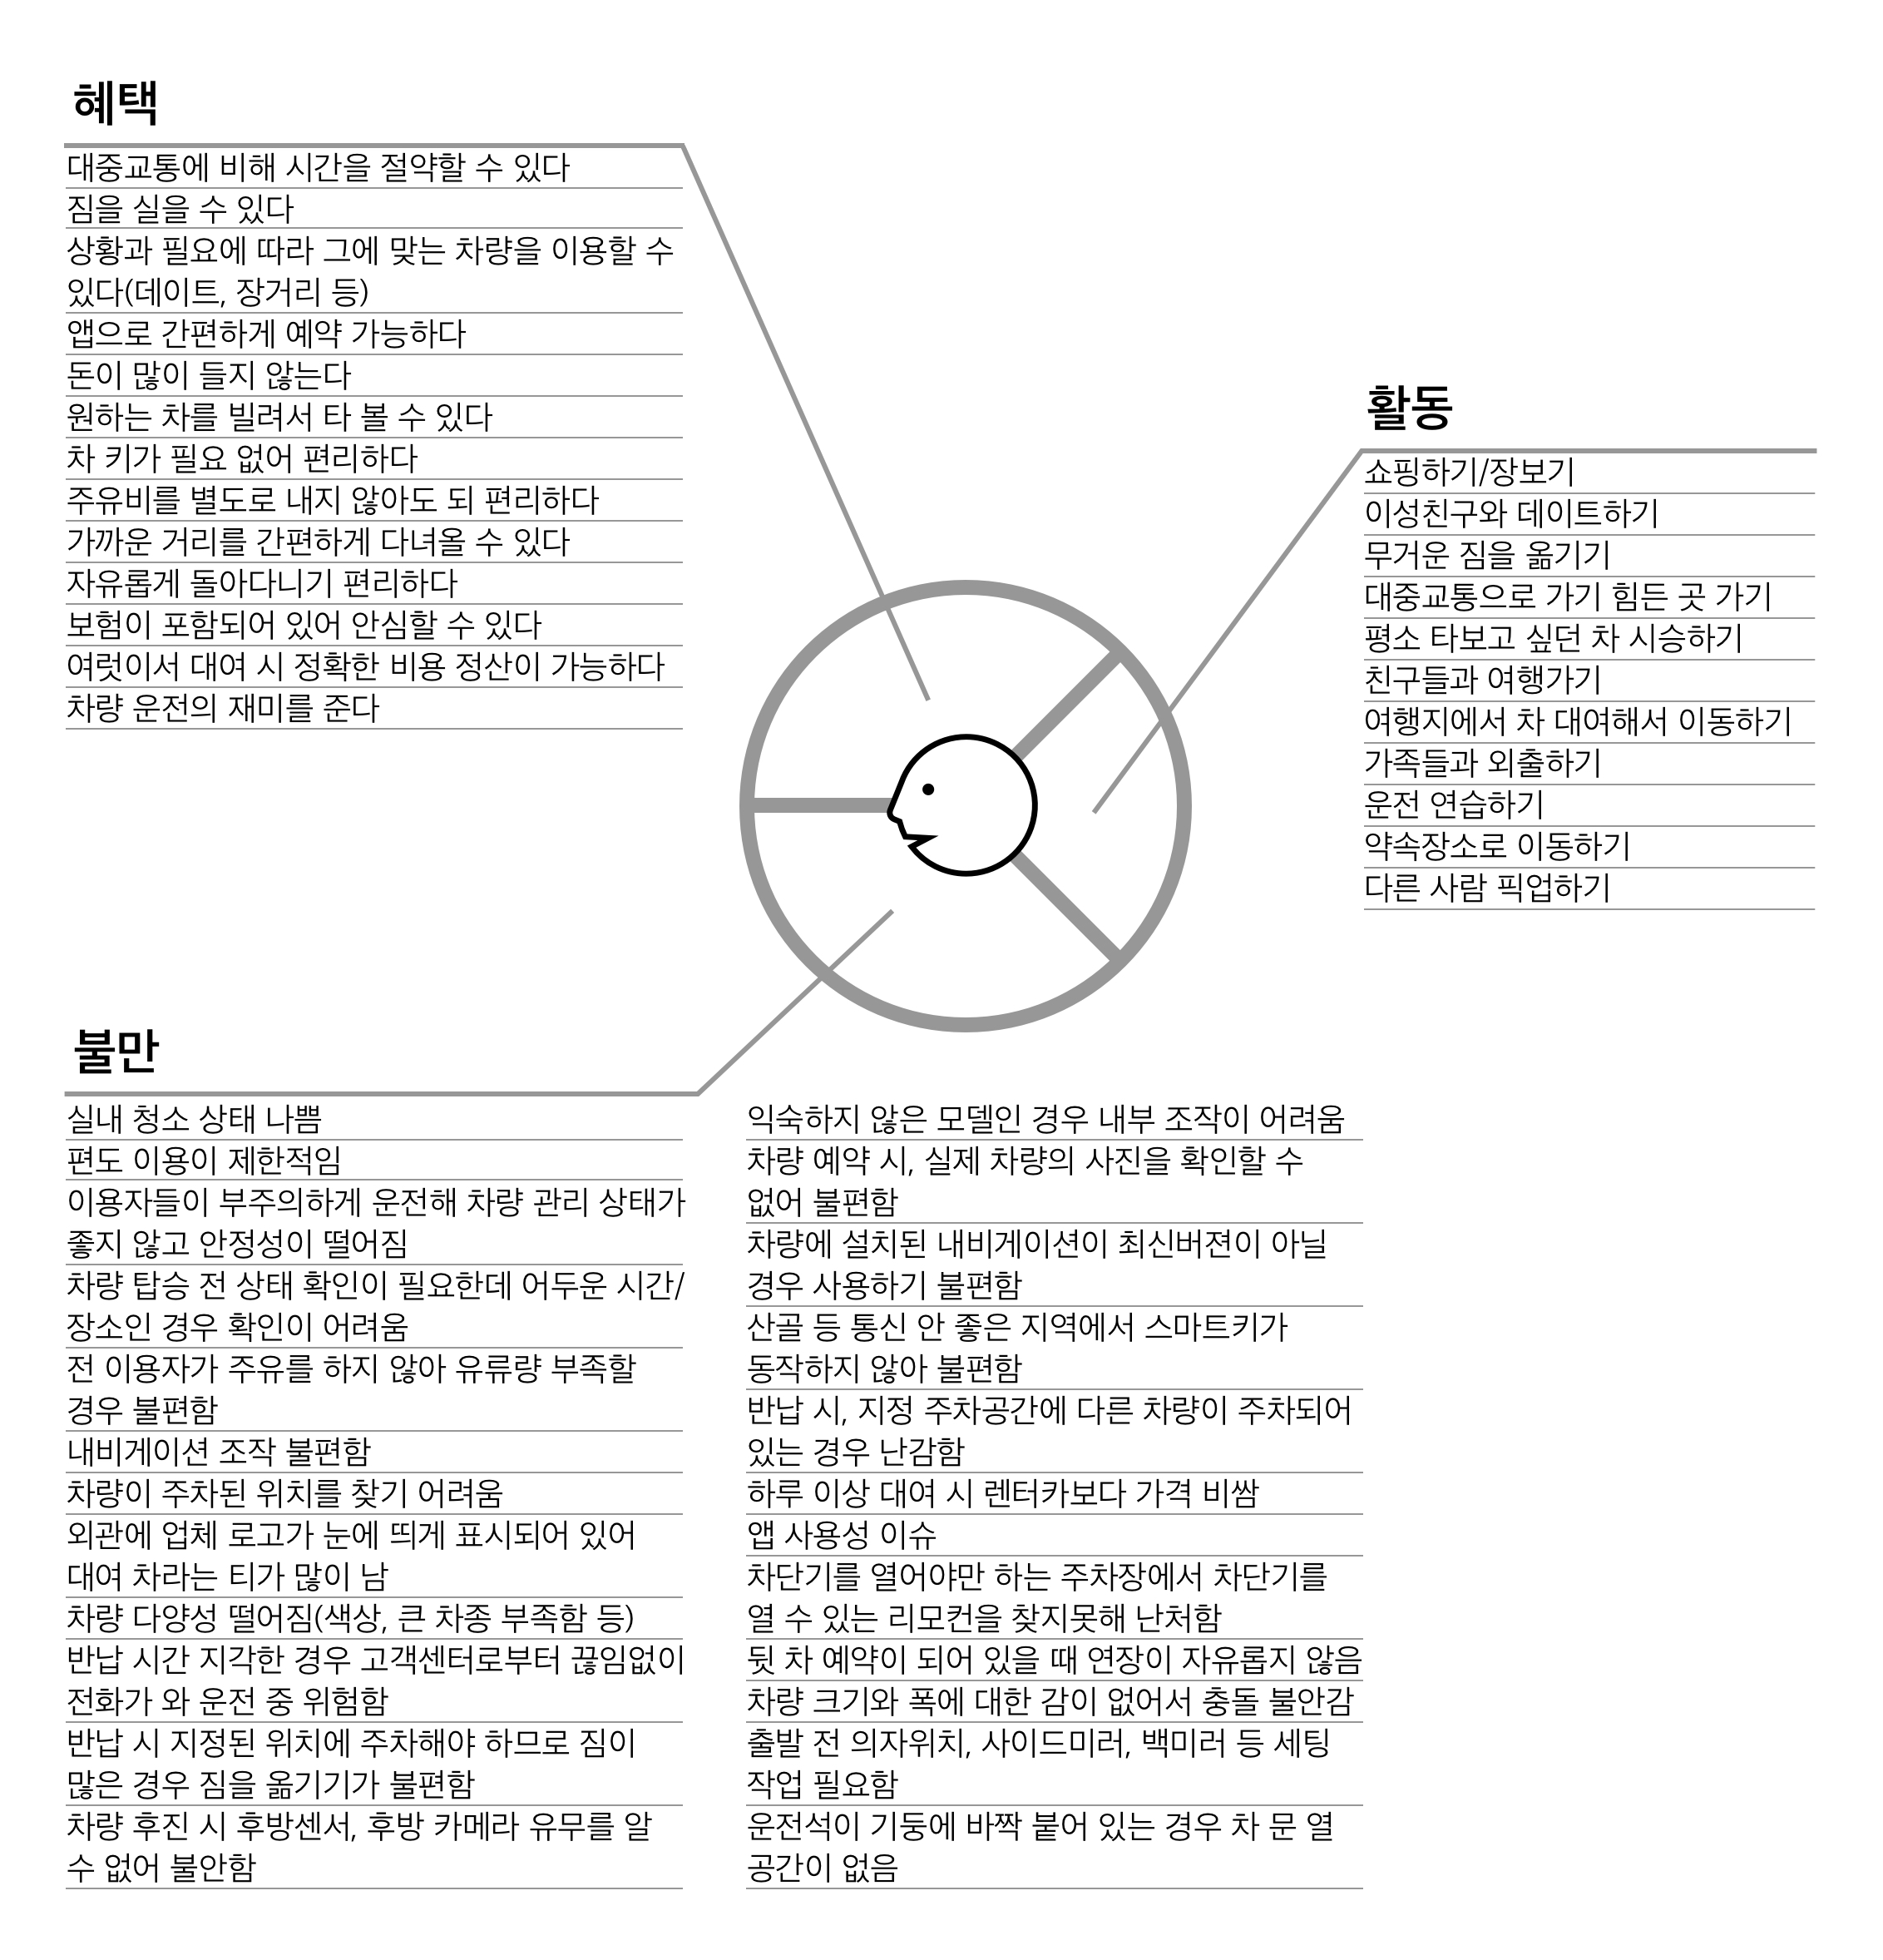 혜택
대중교통에 비해 시간을 절약할 수 있다
짐을 실을 수 있다
상황과 필요에 따라 그에 맞는 차량을 이용할 수
있다(데이트, 장거리 등)
앱으로 간편하게 예약 가능하다
돈이 많이 들지 않는다
원하는 차를 빌려서 타 볼 수 있다
차 키가 필요 없어 편리하다
주유비를 별도로 내지 않아도 되 편리하다
가까운 거리를 간편하게 다녀올 수 있다
자유롭게 돌아다니기 편리하다
보험이 포함되어 있어 안심할 수 있다
여럿이서 대여 시 정확한 비용 정산이 가능하다
차량 운전의 재미를 준다
활동
쇼핑하기/장보기
이성친구와 데이트하기
무거운 짐을 옮기기
대중교통으로 가기 힘든 곳 가기
평소 타보고 싶던 차 시승하기
친구들과 여행가기
여행지에서 차 대여해서 이동하기
가족들과 외출하기
운전 연습하기
약속장소로 이동하기
다른 사람 픽업하기
불만
실내 청소 상태 나쁨
편도 이용이 제한적임
이용자들이 부주의하게 운전해 차량 관리 상태가
좋지 않고 안정성이 떨어짐
차량 탑승 전 상태 확인이 필요한데 어두운 시간/
장소인 경우 확인이 어려움
전 이용자가 주유를 하지 않아 유류량 부족할
경우 불편함
내비게이션 조작 불편함
차량이 주차된 위치를 찾기 어려움
외관에 업체 로고가 눈에 띄게 표시되어 있어
대여 차라는 티가 많이 남
차량 다양성 떨어짐(색상, 큰 차종 부족함 등)
반납 시간 지각한 경우 고객센터로부터 끊임없이
전화가 와 운전 중 위험함
반납 시 지정된 위치에 주차해야 하므로 짐이
많은 경우 짐을 옮기기가 불편함
차량 후진 시 후방센서, 후방 카메라 유무를 알
수 없어 불안함
익숙하지 않은 모델인 경우 내부 조작이 어려움
차량 예약 시, 실제 차량의 사진을 확인할 수
없어 불편함
차량에 설치된 내비게이션이 최신버젼이 아닐
경우 사용하기 불편함
산골 등 통신 안 좋은 지역에서 스마트키가
동작하지 않아 불편함
반납 시, 지정 주차공간에 다른 차량이 주차되어
있는 경우 난감함
하루 이상 대여 시 렌터카보다 가격 비쌈
앱 사용성 이슈
차단기를 열어야만 하는 주차장에서 차단기를
열 수 있는 리모컨을 찾지못해 난처함
뒷 차 예약이 되어 있을 때 연장이 자유롭지 않음
차량 크기와 폭에 대한 감이 없어서 충돌 불안감
출발 전 의자위치, 사이드미러, 백미러 등 세팅
작업 필요함
운전석이 기둥에 바짝 붙어 있는 경우 차 문 열
공간이 없음